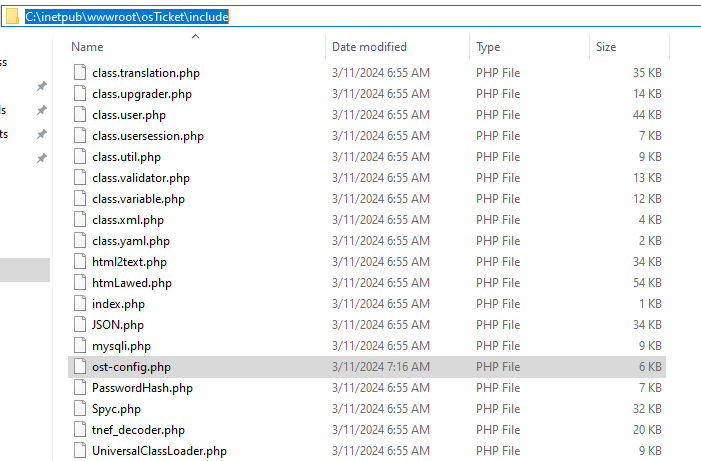 C:\inetpub\wwwroot\osTicket\include
Name Date modified Type Size
ss
class.translation.php 3/11/2024 6:55 AM PHP File 35 KB
class.upgrader.php 3/11/2024 6:55 AM PHP File 14 KB
ls
class.user.php 3/11/2024 6:55 AM PHP File 44 KB
ts
class.usersession.php 3/11/2024 6:55 AM PHP File 7 KB
class.util.php 3/11/2024 6:55 AM PHP File 9 KB
class.validator.php 3/11/2024 6:55 AM PHP File 13 KB
class.variable.php 3/11/2024 6:55 AM PHP File 12 KB
class.xml.php 3/11/2024 6:55 AM PHP File 4 KB
class.yaml.php 3/11/2024 6:55 AM PHP File 2 KB
html2text.php 3/11/2024 6:55 AM PHP File 34 KB
htmLawed.php 3/11/2024 6:55 AM PHP File 54 KB
index.php 3/11/2024 6:55 AM PHP File 1 KB
JSON.php 3/11/2024 6:55 AM PHP File 34 KB
mysqli.php 3/11/2024 6:55 AM PHP File 9 KB
ost-config.php 3/11/2024 7:16 AM PHP File 6 KB
PasswordHash.php 3/11/2024 6:55 AM PHP File 7 KB
Spyc.php 3/11/2024 6:55 AM PHP File 32 KB
tnef_decoder.php 3/11/2024 6:55 AM PHP File 20 KB
UniversalClassLoader.php 3/11/2024 6:55 AM PHP File 9 KB